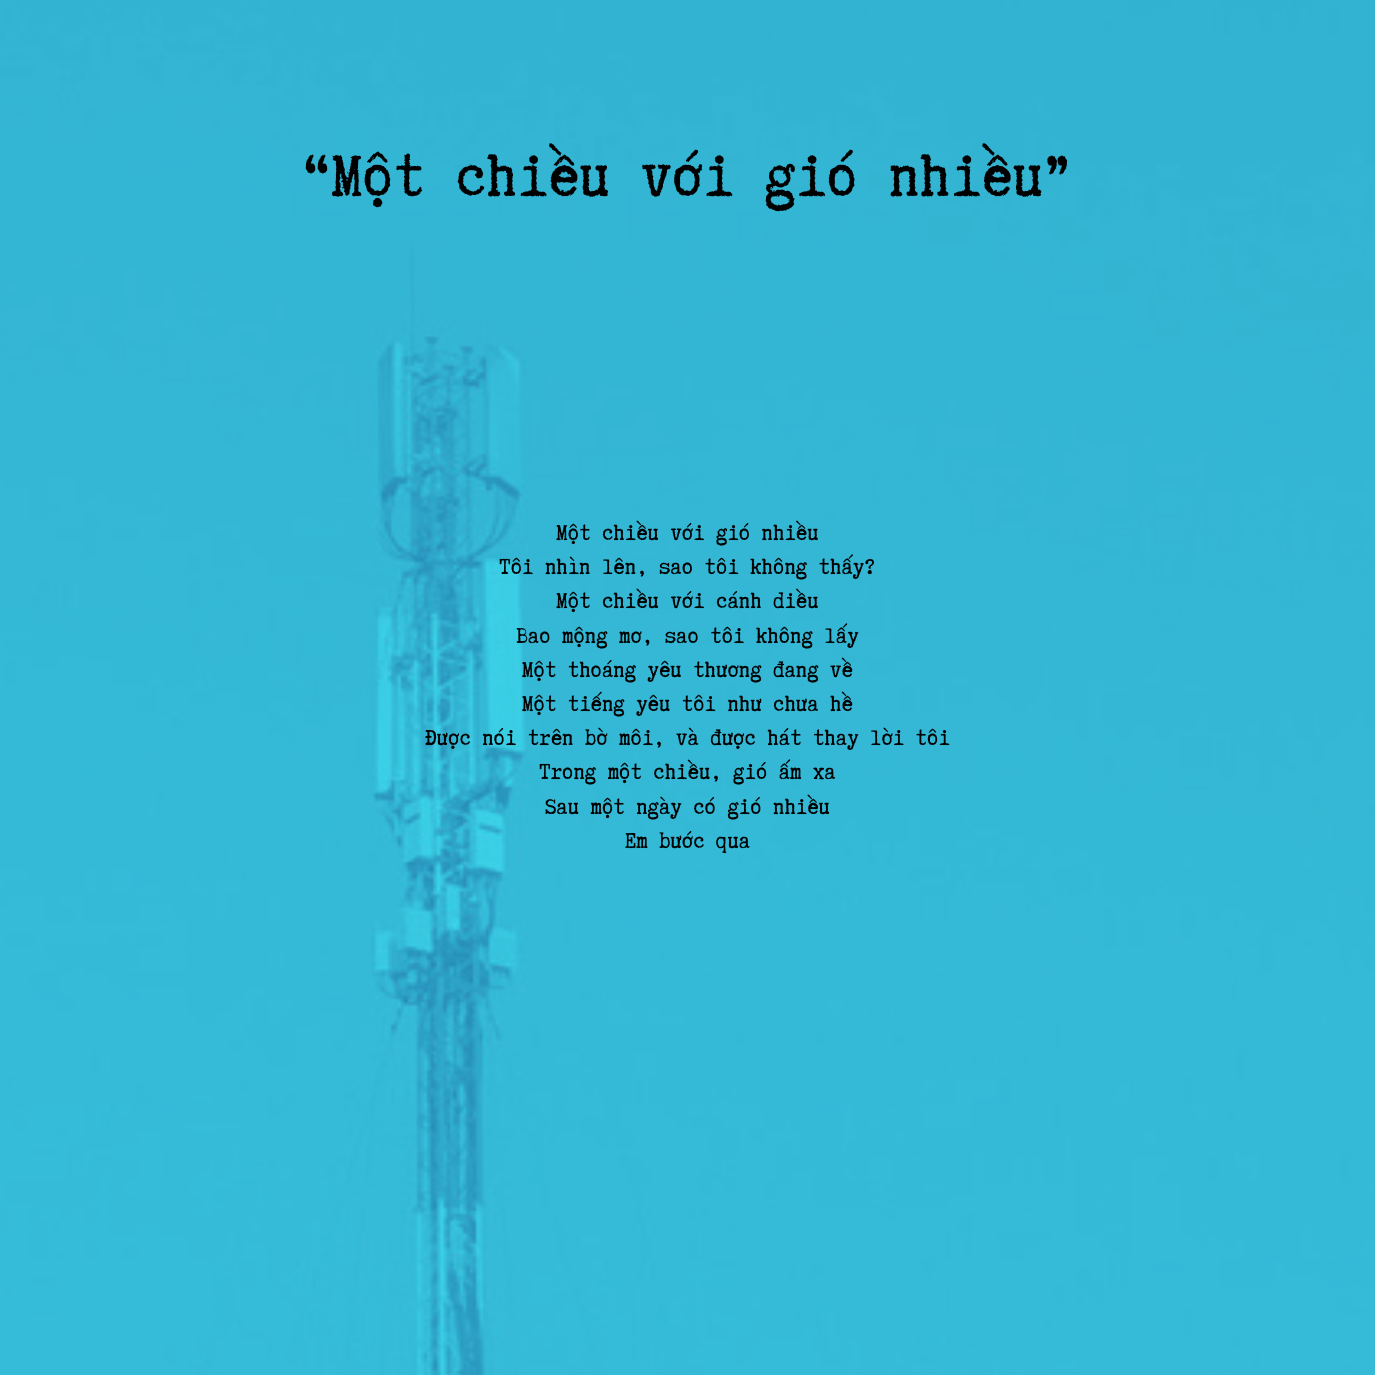 “Một chiều với gió nhiều”
Một chiều với gió nhiều
Tôi nhìn lên, sao tôi không thấy?
Một chiều với cánh diều
Bao mộng mơ, sao tôi không lấy
Một thoáng yêu thương đang về
Một tiếng yêu tôi như chưa hề
Được nói trên bờ môi, và được hát thay lời tôi
Trong một chiều, gió ấm xa
Sau một ngày có gió nhiều
Em bước qua